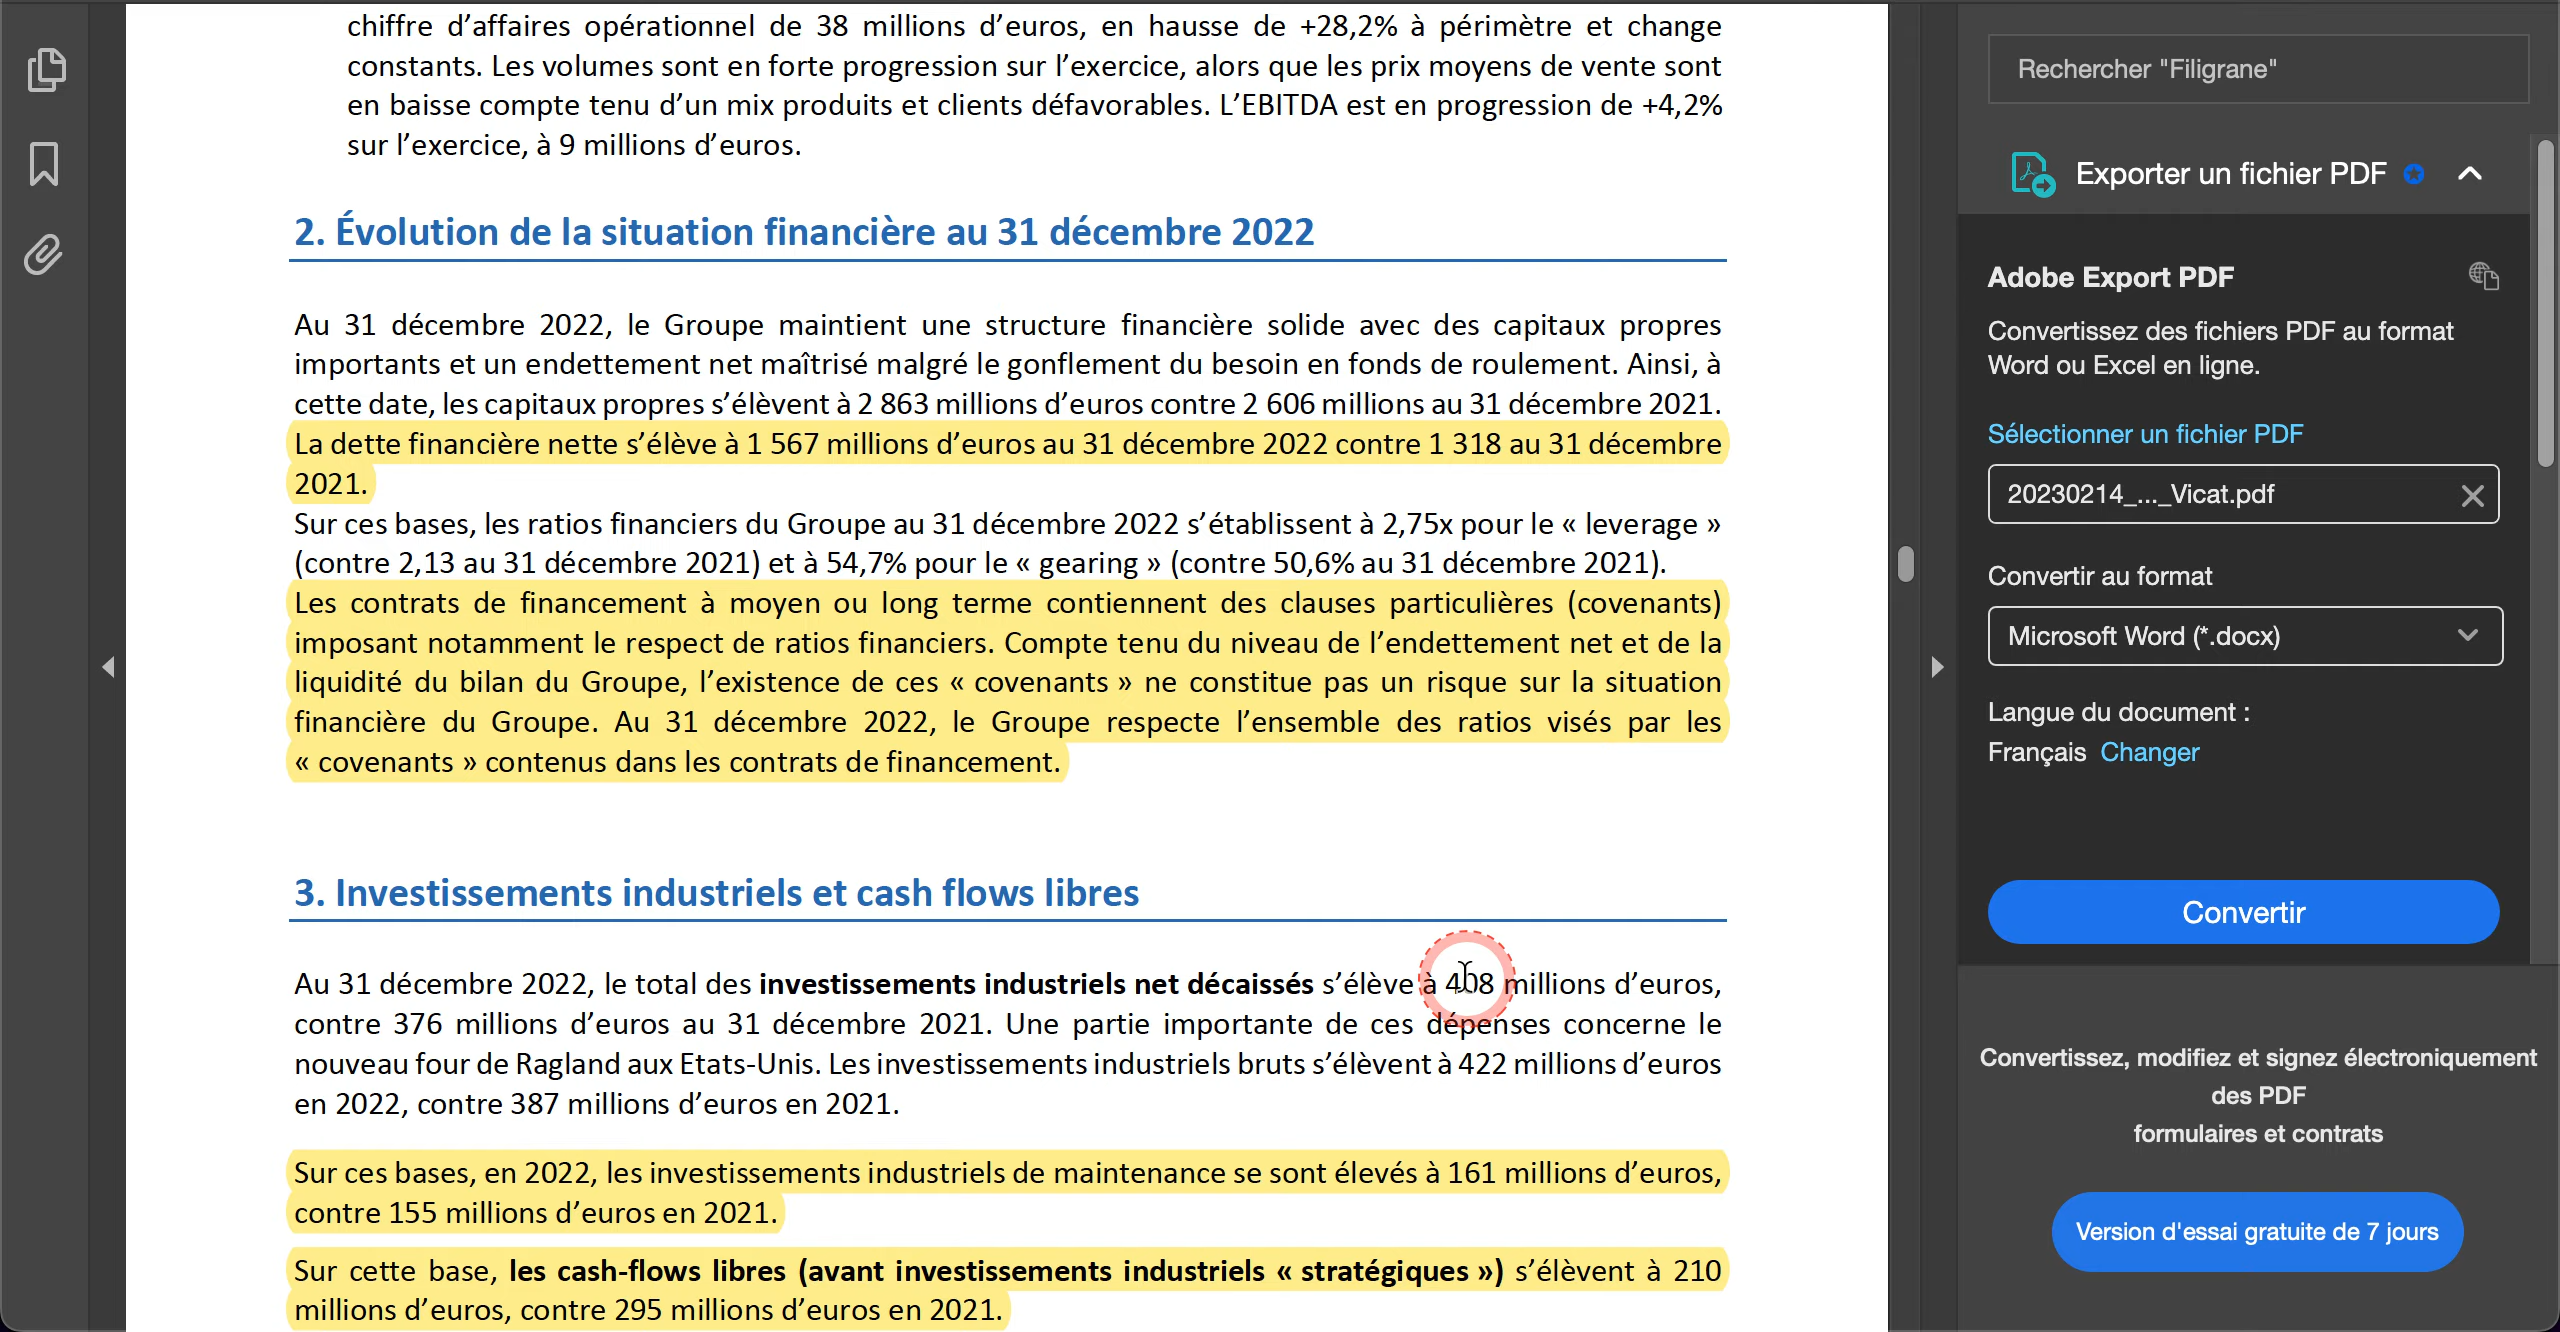 chiffre d’affaires opérationnel de 38 millions d’euros, en hausse de +28,2% à périmètre et change
constants. Les volumes sont en forte progression sur l’exercice, alors que les prix moyens de vente sont
en baisse compte tenu d’un mix produits et clients défavorables. L’EBITDA est en progression de +4,2%
sur l’exercice, à 9 millions d’euros.
2. Évolution de la situation financière au 31 décembre 2022
Au 31 décembre 2022, le Groupe maintient une structure financière solide avec des capitaux propres
importants et un endettement net maîtrisé malgré le gonflement du besoin en fonds de roulement. Ainsi, à
cette date, les capitaux propres s’élèvent à 2 863 millions d’euros contre 2 606 millions au 31 décembre 2021.
La dette financière nette s’élève à 1 567 millions d’euros au 31 décembre 2022 contre 1 318 au 31 décembre
2021.
Sur ces bases, les ratios financiers du Groupe au 31 décembre 2022 s’établissent à 2,75x pour le « leverage »
(contre 2,13 au 31 décembre 2021) et à 54,7% pour le « gearing » (contre 50,6% au 31 décembre 2021).
Les contrats de financement à moyen ou long terme contiennent des clauses particulières (covenants)
imposant notamment le respect de ratios financiers. Compte tenu du niveau de l’endettement net et de la
liquidité du bilan du Groupe, l’existence de ces « covenants » ne constitue pas un risque sur la situation
financière du Groupe. Au 31 décembre 2022, le Groupe respecte l’ensemble des ratios visés par les
« covenants » contenus dans les contrats de financement.
3. Investissements industriels et cash flows libres
Au 31 décembre 2022, le total des investissements industriels net décaissés s’élève à 408 millions d’euros,
contre 376 millions d’euros au 31 décembre 2021. Une partie importante de ces dépenses concerne le
nouveau four de Ragland aux Etats-Unis. Les investissements industriels bruts s’élèvent à 422 millions d’euros
en 2022, contre 387 millions d’euros en 2021.
Sur ces bases, en 2022, les investissements industriels de maintenance se sont élevés à 161 millions d’euros,
contre 155 millions d’euros en 2021.
Sur cette base, les cash-flows libres (avant investissements industriels « stratégiques ») s’élèvent à 210
millions d’euros, contre 295 millions d’euros en 2021.
Rechercher "Filigrane"
Exporter un fichier PDF
Adobe Export PDF
Convertissez des fichiers PDF au format
Word ou Excel en ligne.
Sélectionner un fichier PDF
20230214_..._Vicat.pdf
Convertir au format
Microsoft Word (*.docx)
Langue du document :
Français Changer
Convertir
Convertissez, modifiez et signez électroniquement
des PDF
formulaires et contrats
Version d'essai gratuite de 7 jours